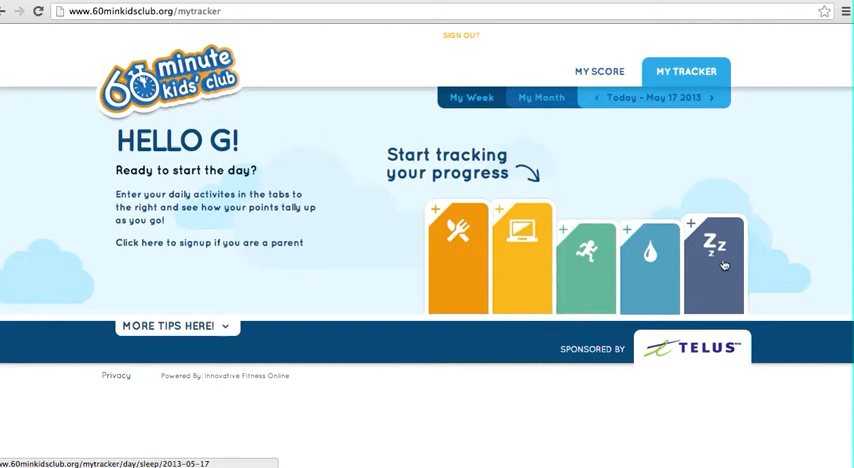 www.60minkidsclub.org/mytracker
SIGN OUT
60 minute
kids' club
MY SCORE
MY TRACKER
My Week
My Month
< Today - May 17 2013 >
HELLO G!
Ready to start the day?
Enter your daily activites in the tabs to
the right and see how your points tally up
as you go!
Click here to signup if you are a parent
Start tracking
your progress
+
+
+
+
+
Z z z
MORE TIPS HERE!
SPONSORED BY
TELUS
Privacy
Powered By: Innovative Fitness Online
ww.60minkidsclub.org/mytracker/day/sleep/2013-05-17